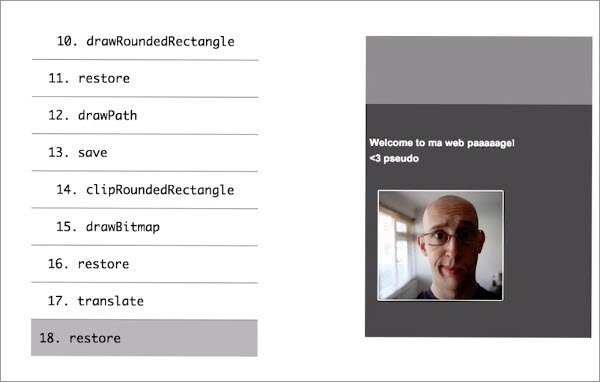 10. drawRoundedRectangle
11. restore
12. drawPath
13. save
14. clipRoundedRectangle
15. drawBitmap
16. restore
17. translate
18. restore
Welcome to ma web paaaaage!
<3 pseudo